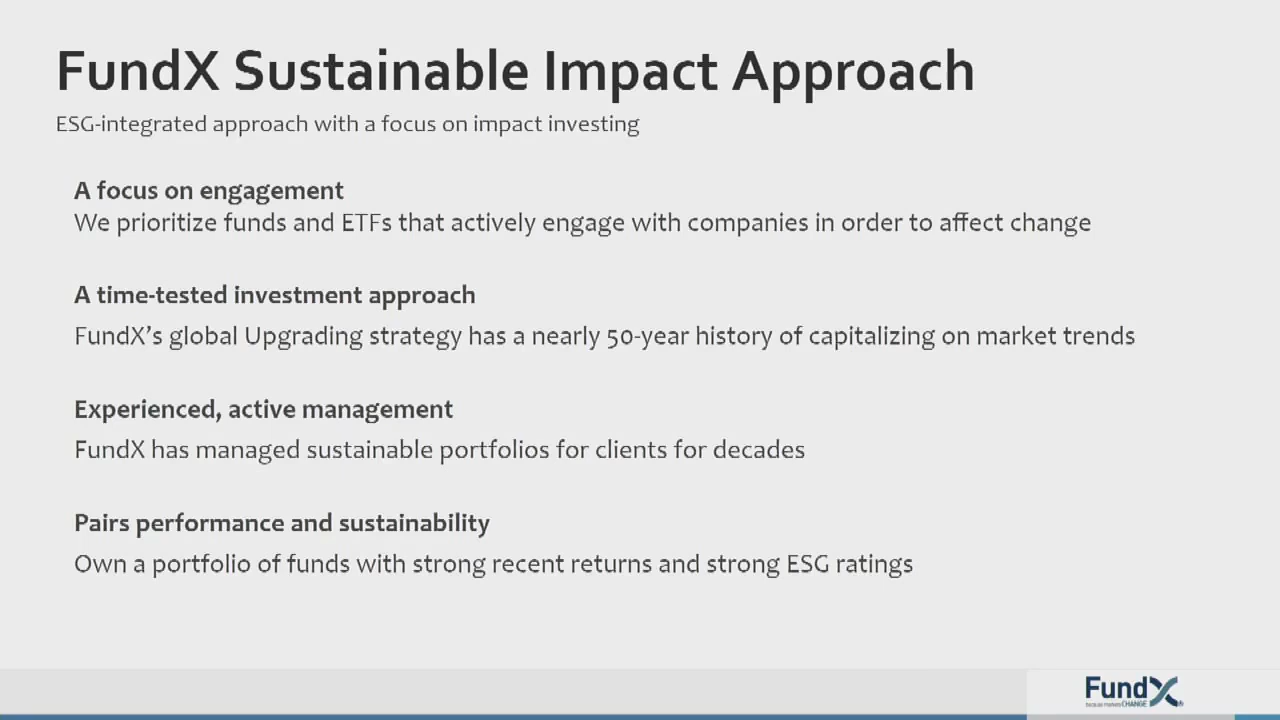 FundX Sustainable Impact Approach
ESG-integrated approach with a focus on impact investing
A focus on engagement
We prioritize funds and ETFs that actively engage with companies in order to affect change
A time-tested investment approach
FundX’s global Upgrading strategy has a nearly 50-year history of capitalizing on market trends
Experienced, active management
FundX has managed sustainable portfolios for clients for decades
Pairs performance and sustainability
Own a portfolio of funds with strong recent returns and strong ESG ratings
FundX
because markets CHANGE